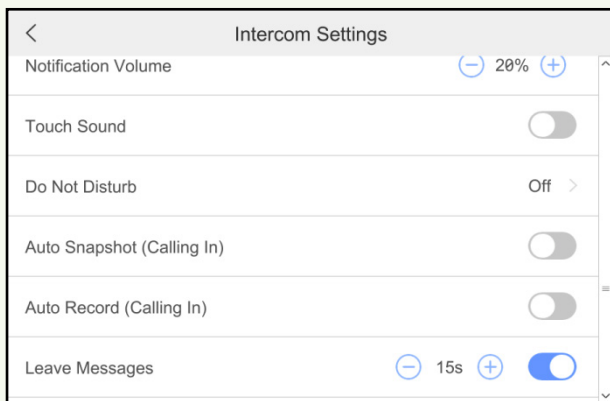 Intercom Settings
Notification Volume 20%
Touch Sound
Do Not Disturb Off
Auto Snapshot (Calling In)
Auto Record (Calling In)
Leave Messages 15s